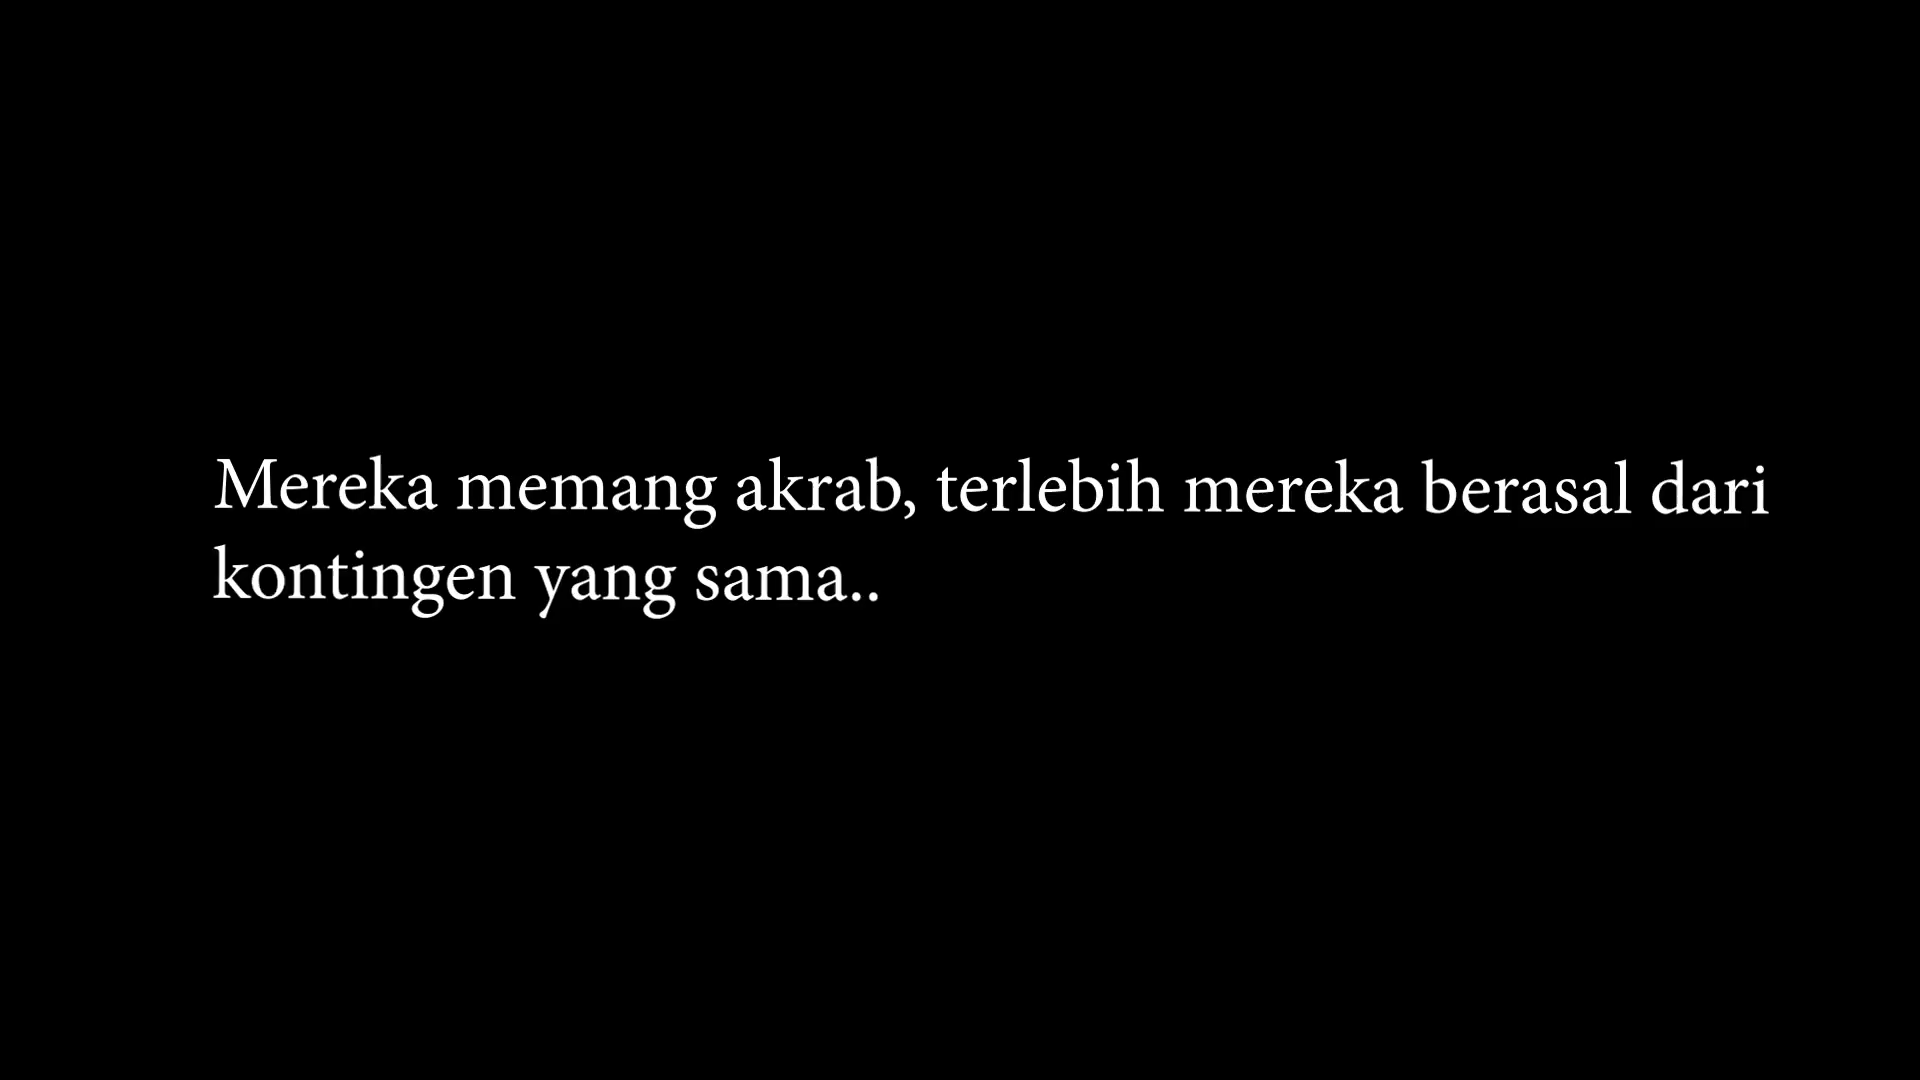 Mereka memang akrab, terlebih mereka berasal dari
kontingen yang sama..